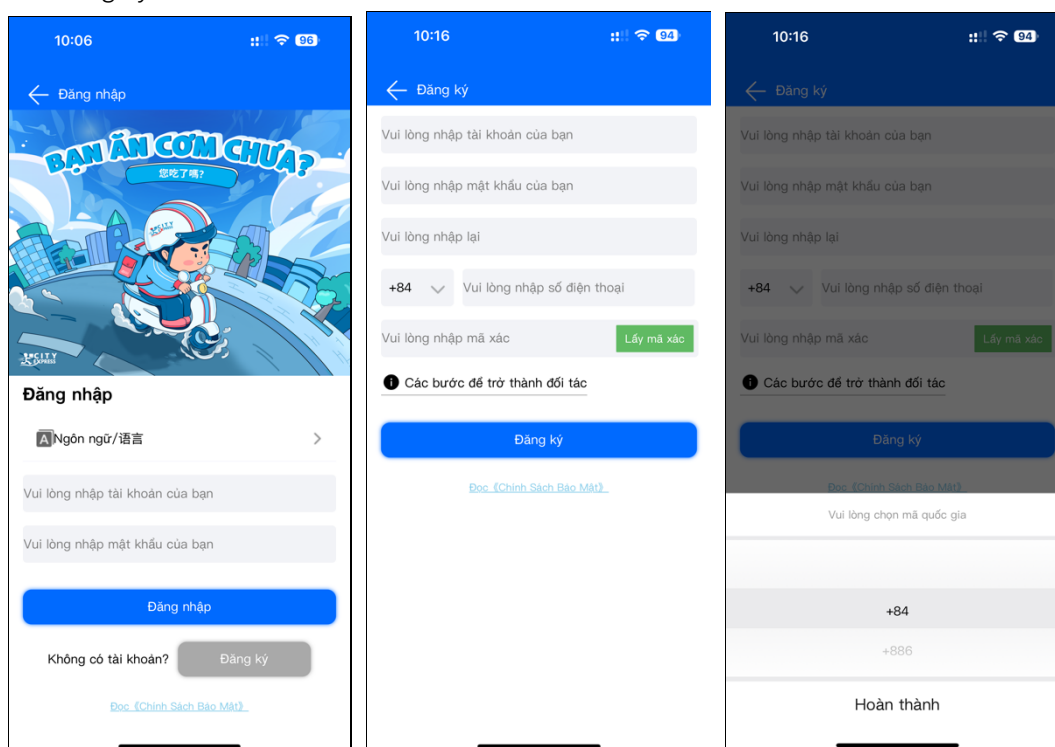 10:06
96
Đăng nhập
BẠN ĂN CƠM CHƯA?
您吃了嗎?
CITY
CITY
EXPRESS
Đăng nhập
Ngôn ngữ/语言
Vui lòng nhập tài khoản của bạn
Vui lòng nhập mật khẩu của bạn
Đăng nhập
Không có tài khoản? Đăng ký
Đọc《Chính Sách Bảo Mật》
10:16
94
Đăng ký
Vui lòng nhập tài khoản của bạn
Vui lòng nhập mật khẩu của bạn
Vui lòng nhập lại
+84 Vui lòng nhập số điện thoại
Vui lòng nhập mã xác Lấy mã xác
Các bước để trở thành đối tác
Đăng ký
Đọc《Chính Sách Bảo Mật》
10:16
94
Đăng ký
Vui lòng nhập tài khoản của bạn
Vui lòng nhập mật khẩu của bạn
Vui lòng nhập lại
+84 Vui lòng nhập số điện thoại
Vui lòng nhập mã xác Lấy mã xác
Các bước để trở thành đối tác
Đăng ký
Đọc《Chính Sách Bảo Mật》
Vui lòng chọn mã quốc gia
+84
+886
Hoàn thành